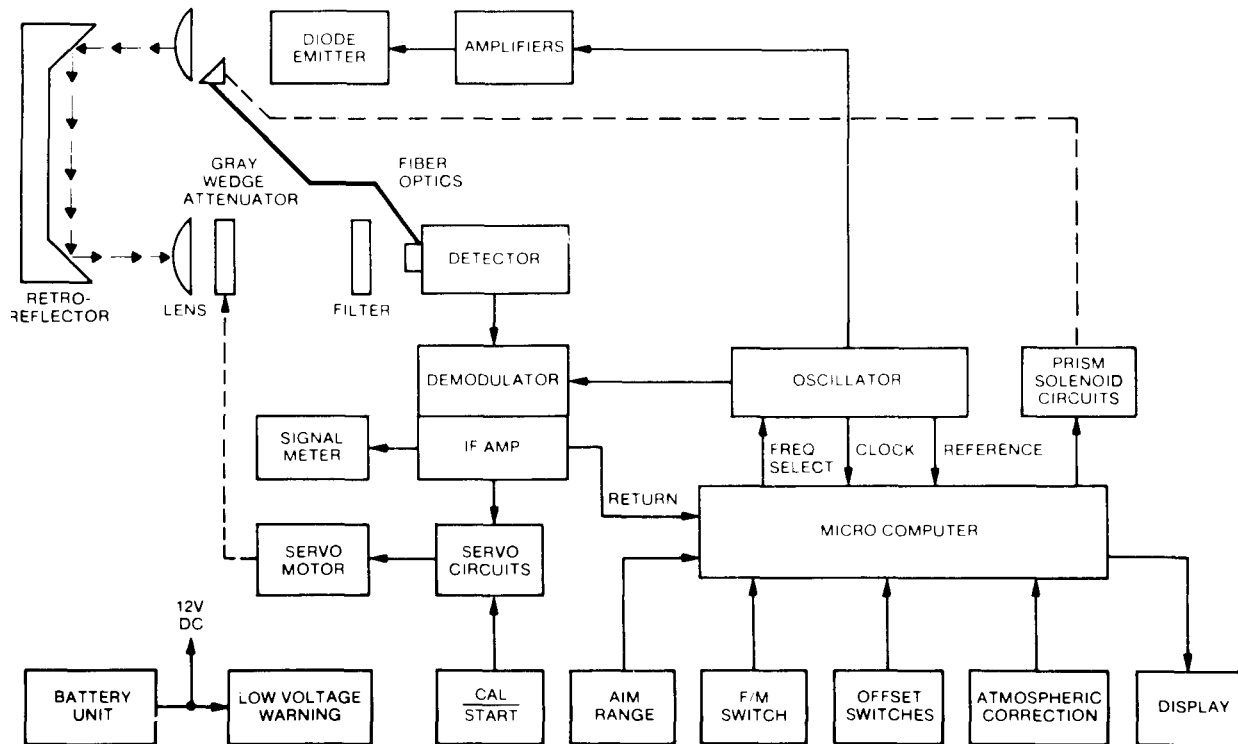 DIODE
EMITTER
AMPLIFIERS
GRAY
WEDGE
ATTENUATOR
FIBER
OPTICS
DETECTOR
RETRO-
REFLECTOR
LENS
FILTER
DEMODULATOR
OSCILLATOR
PRISM
SOLENOID
CIRCUITS
SIGNAL
METER
IF AMP
FREQ
SELECT
CLOCK
REFERENCE
RETURN
MICRO COMPUTER
SERVO
MOTOR
SERVO
CIRCUITS
12V
DC
BATTERY
UNIT
LOW VOLTAGE
WARNING
CAL
START
AIM
RANGE
F/M
SWITCH
OFFSET
SWITCHES
ATMOSPHERIC
CORRECTION
DISPLAY